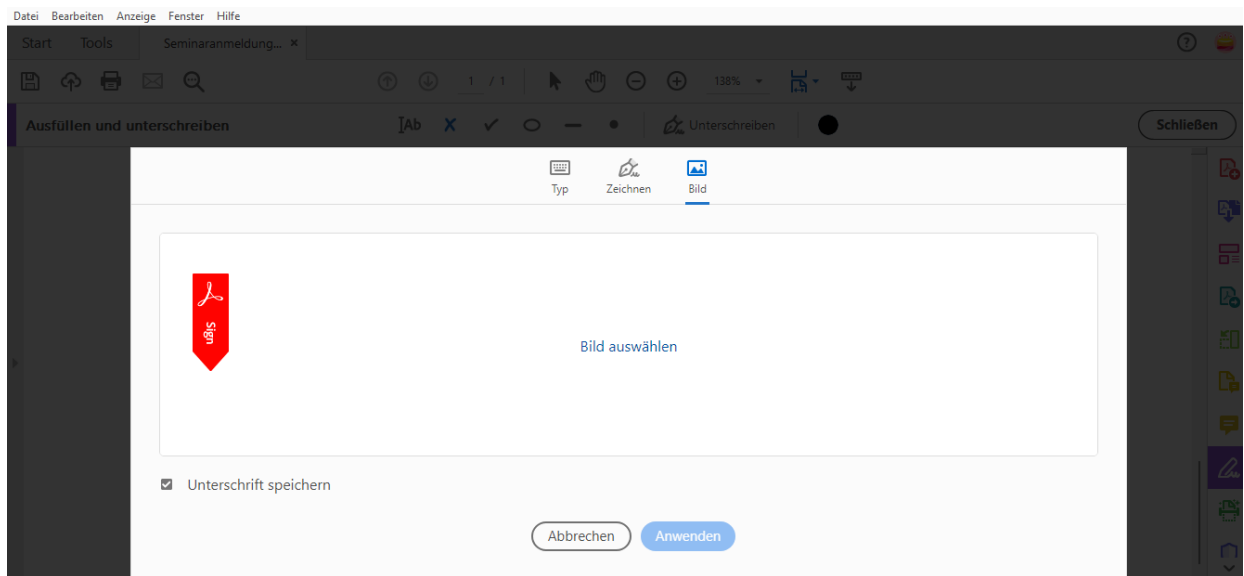 Datei Bearbeiten Anzeige Fenster Hilfe
Start Tools Seminaranmeldung... ×
1 / 1 138%
Ausfüllen und unterschreiben
Ab Unterschreiben
Schließen
Typ Zeichnen Bild
Sign
Bild auswählen
Unterschrift speichern
Abbrechen Anwenden